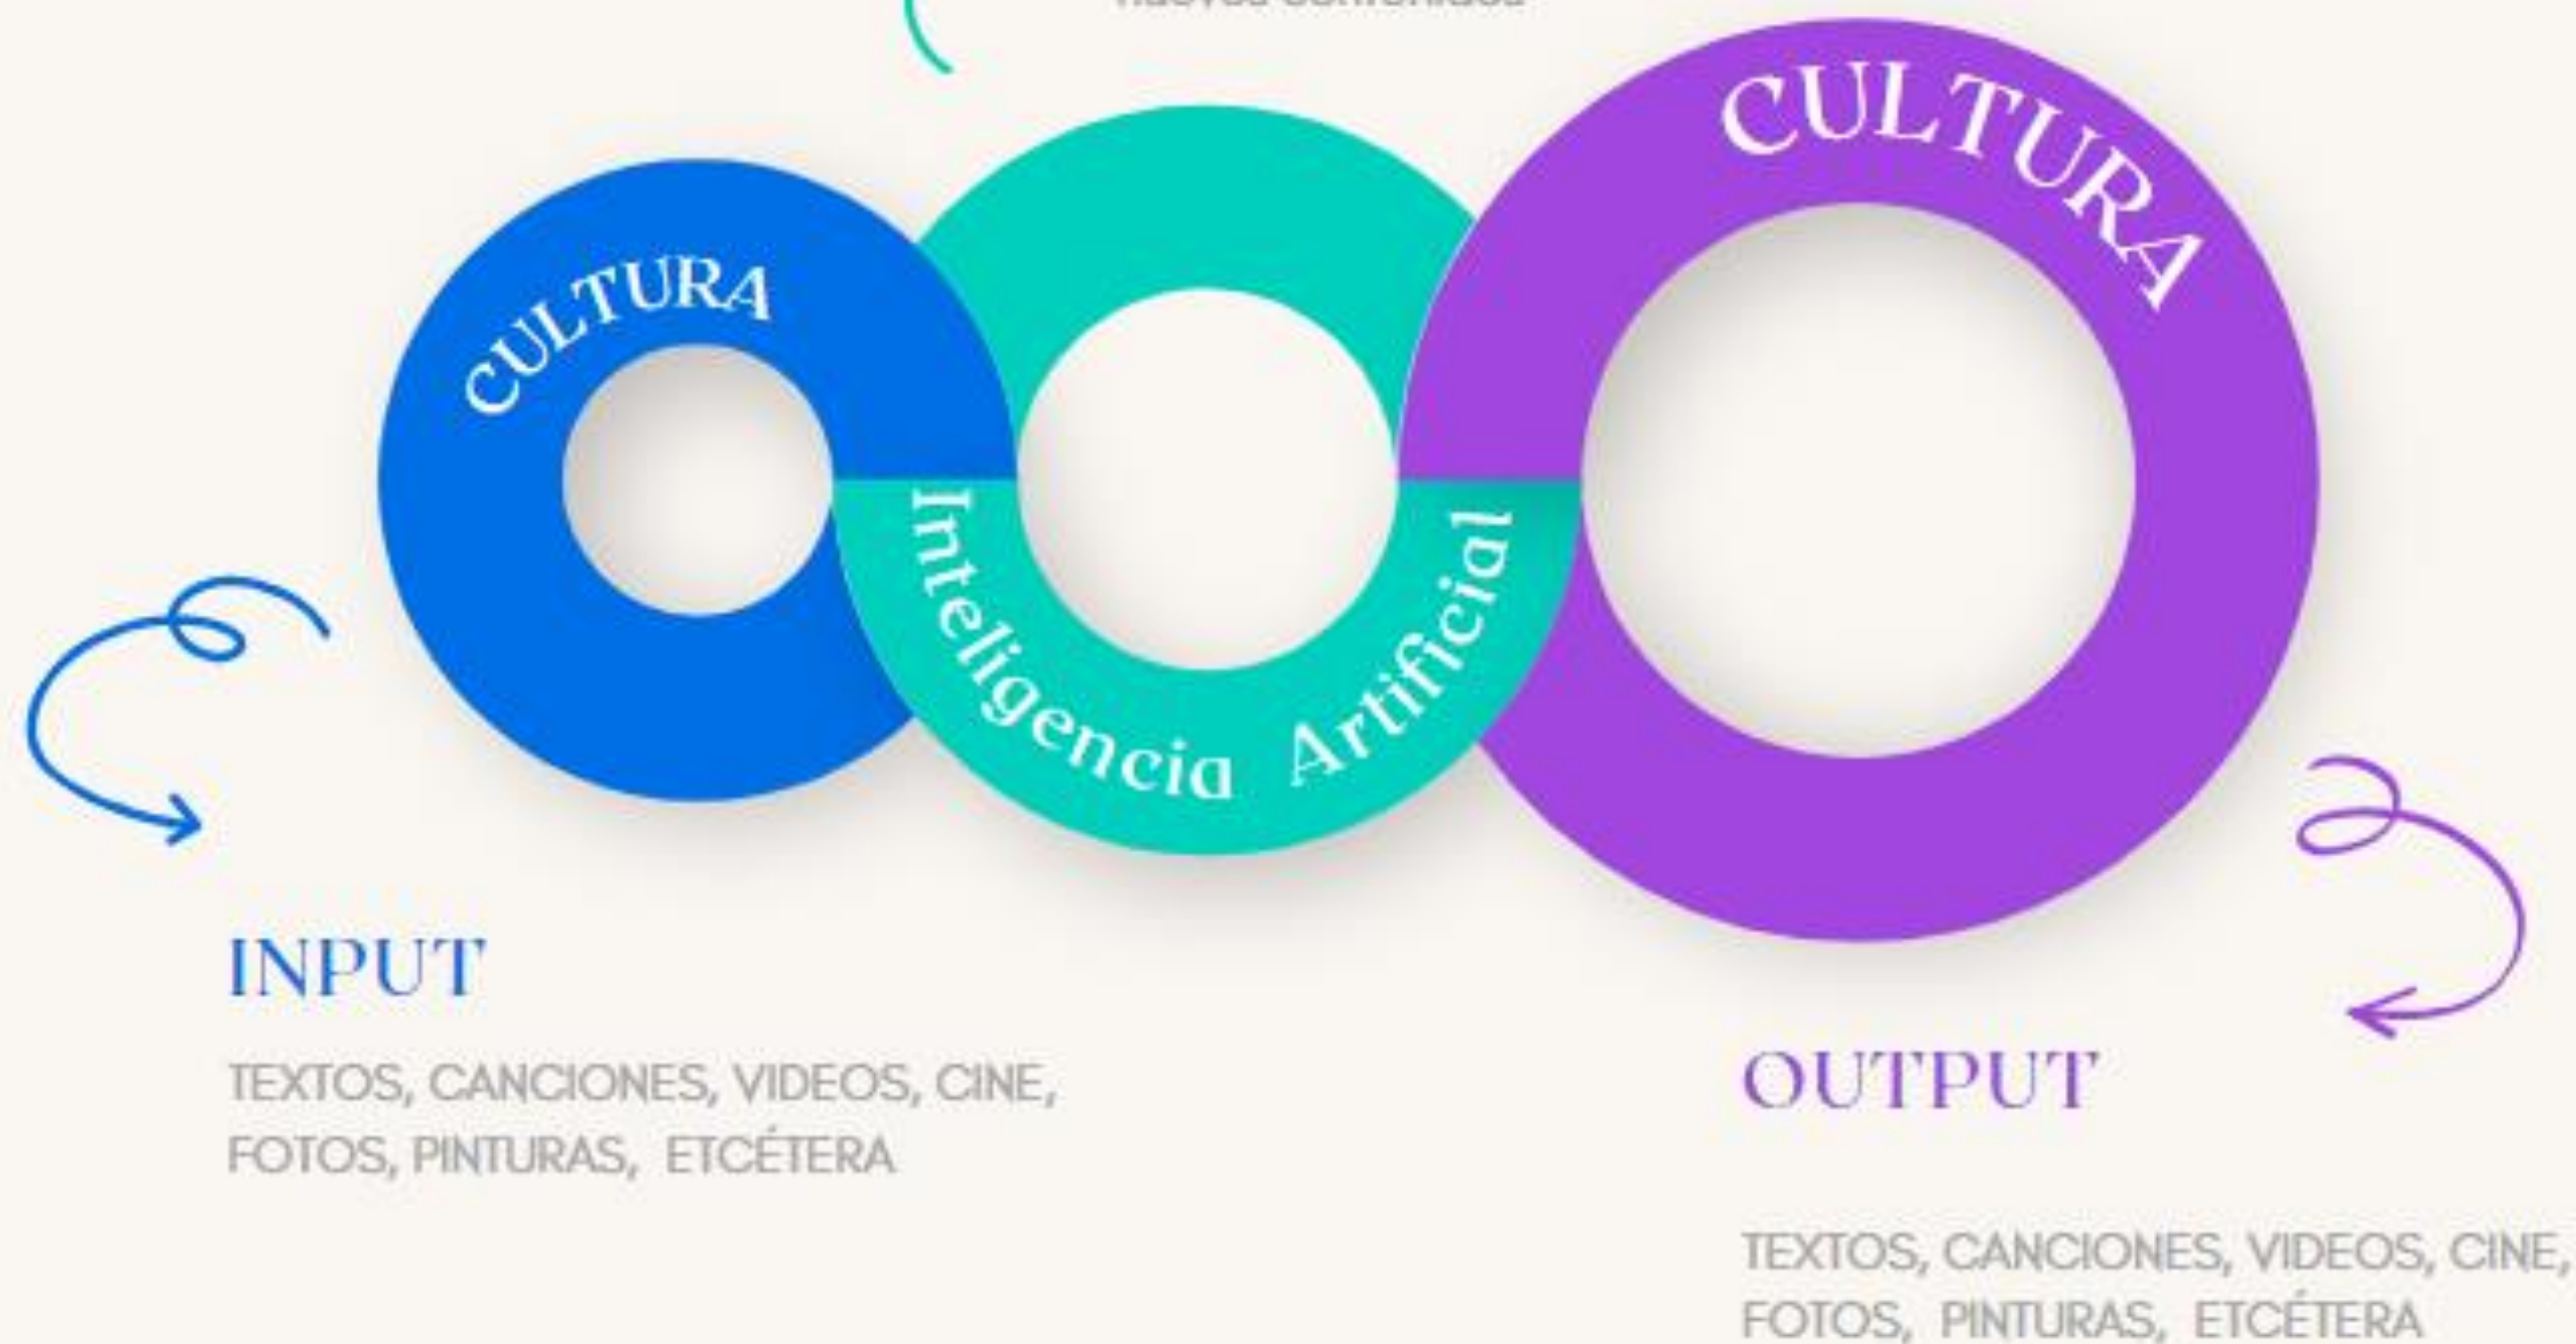 CULTURA
CULTURA
Inteligencia Artificial
INPUT
TEXTOS, CANCIONES, VIDEOS, CINE,
FOTOS, PINTURAS, ETCÉTERA
OUTPUT
TEXTOS, CANCIONES, VIDEOS, CINE,
FOTOS, PINTURAS, ETCÉTERA